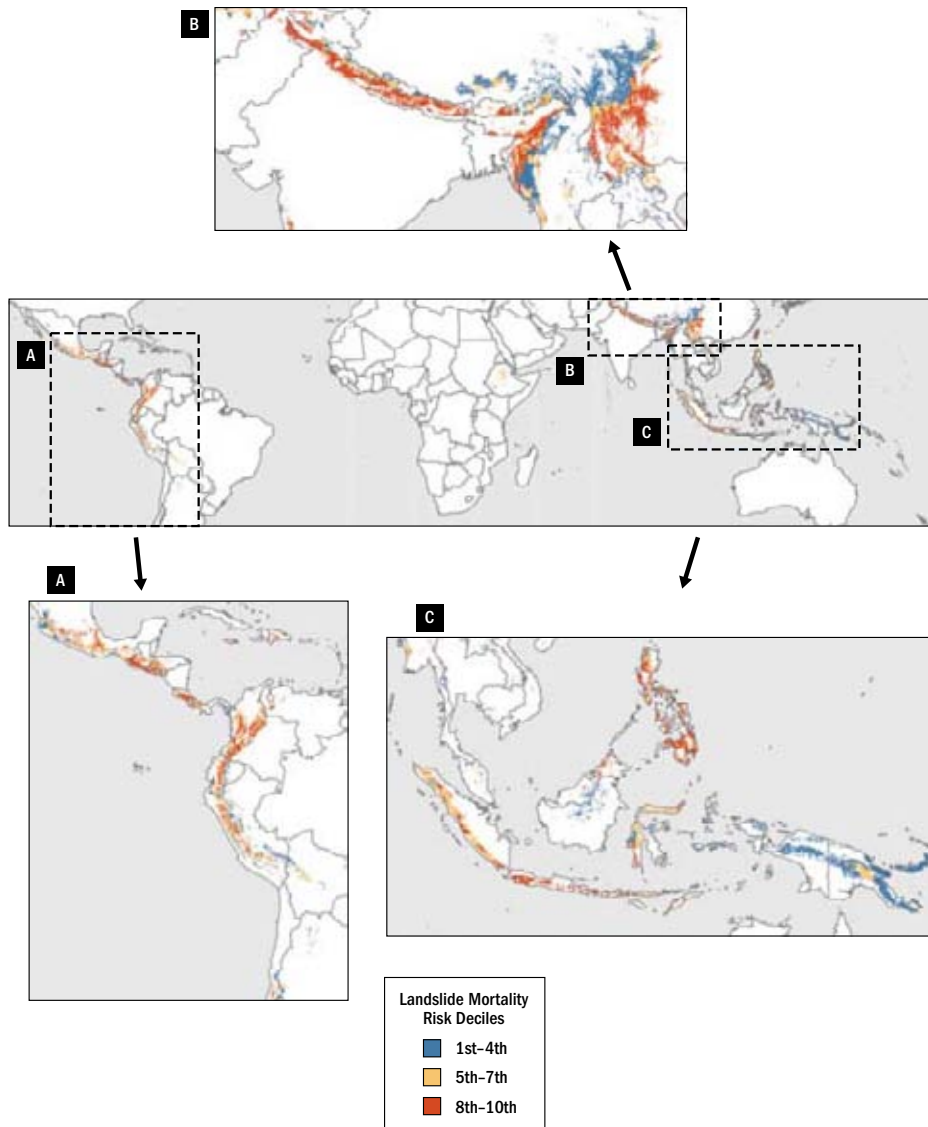 B
A
B
C
A
C
Landslide Mortality
Risk Deciles
1st–4th
5th–7th
8th–10th